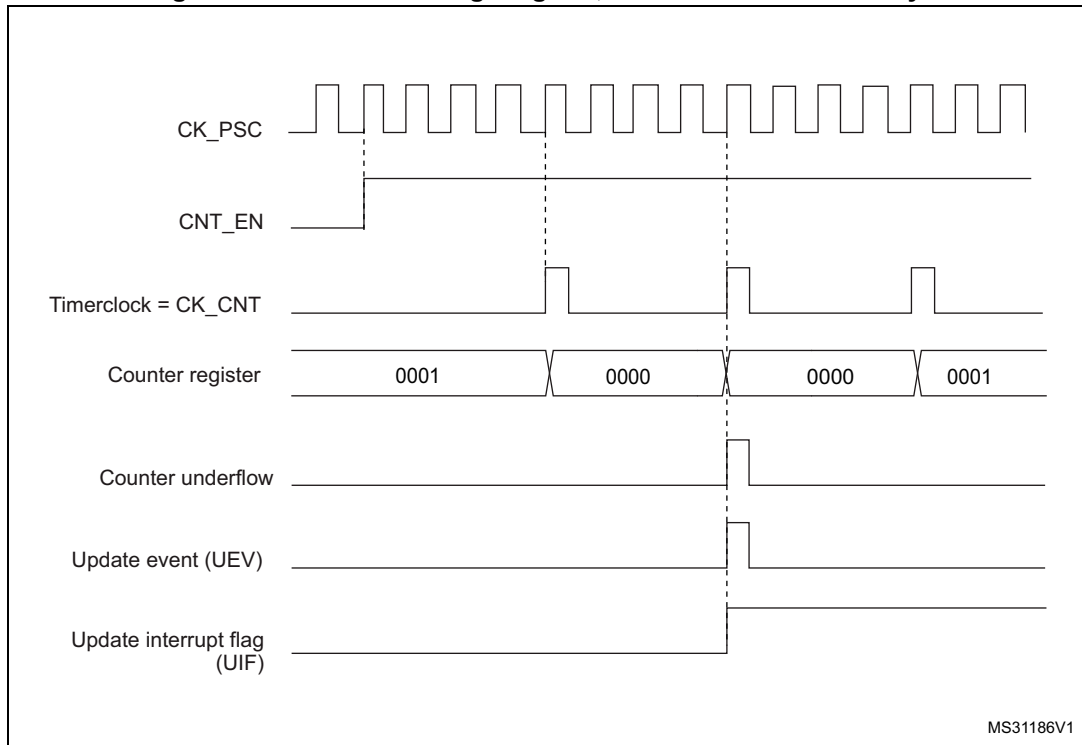 CK_PSC
CNT_EN
Timerclock = CK_CNT
Counter register
0001
0000
0000
0001
Counter underflow
Update event (UEV)
Update interrupt flag
(UIF)
MS31186V1